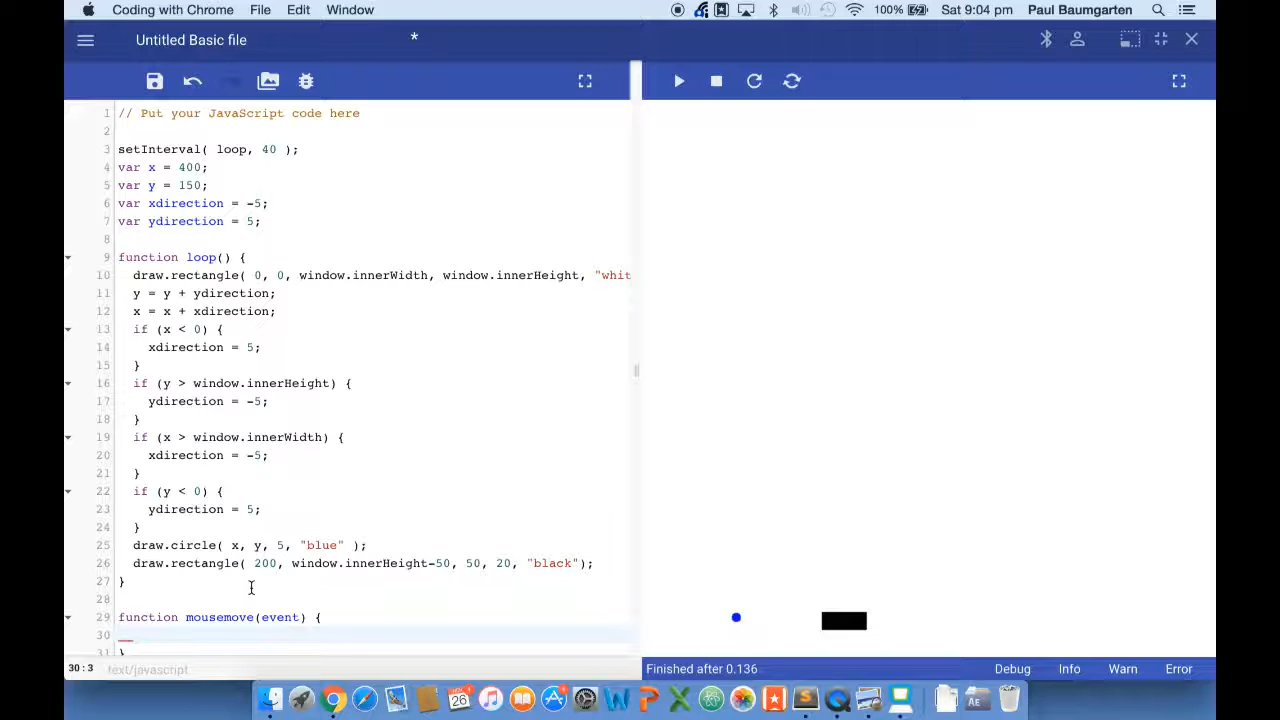 Coding with Chrome File Edit Window 100% Sat 9:04 pm Paul Baumgarten
Untitled Basic file *
1 // Put your JavaScript code here
2
3 setInterval( loop, 40 );
4 var x = 400;
5 var y = 150;
6 var xdirection = -5;
7 var ydirection = 5;
8
9 function loop() {
10 draw.rectangle( 0, 0, window.innerWidth, window.innerHeight, "whit
11 y = y + ydirection;
12 x = x + xdirection;
13 if (x < 0) {
14 xdirection = 5;
15 }
16 if (y > window.innerHeight) {
17 ydirection = -5;
18 }
19 if (x > window.innerWidth) {
20 xdirection = -5;
21 }
22 if (y < 0) {
23 ydirection = 5;
24 }
25 draw.circle( x, y, 5, "blue" );
26 draw.rectangle( 200, window.innerHeight-50, 50, 20, "black");
27 }
28
29 function mousemove(event) {
30
31 }
30:3 text/javascript
Finished after 0.136 Debug Info Warn Error
26